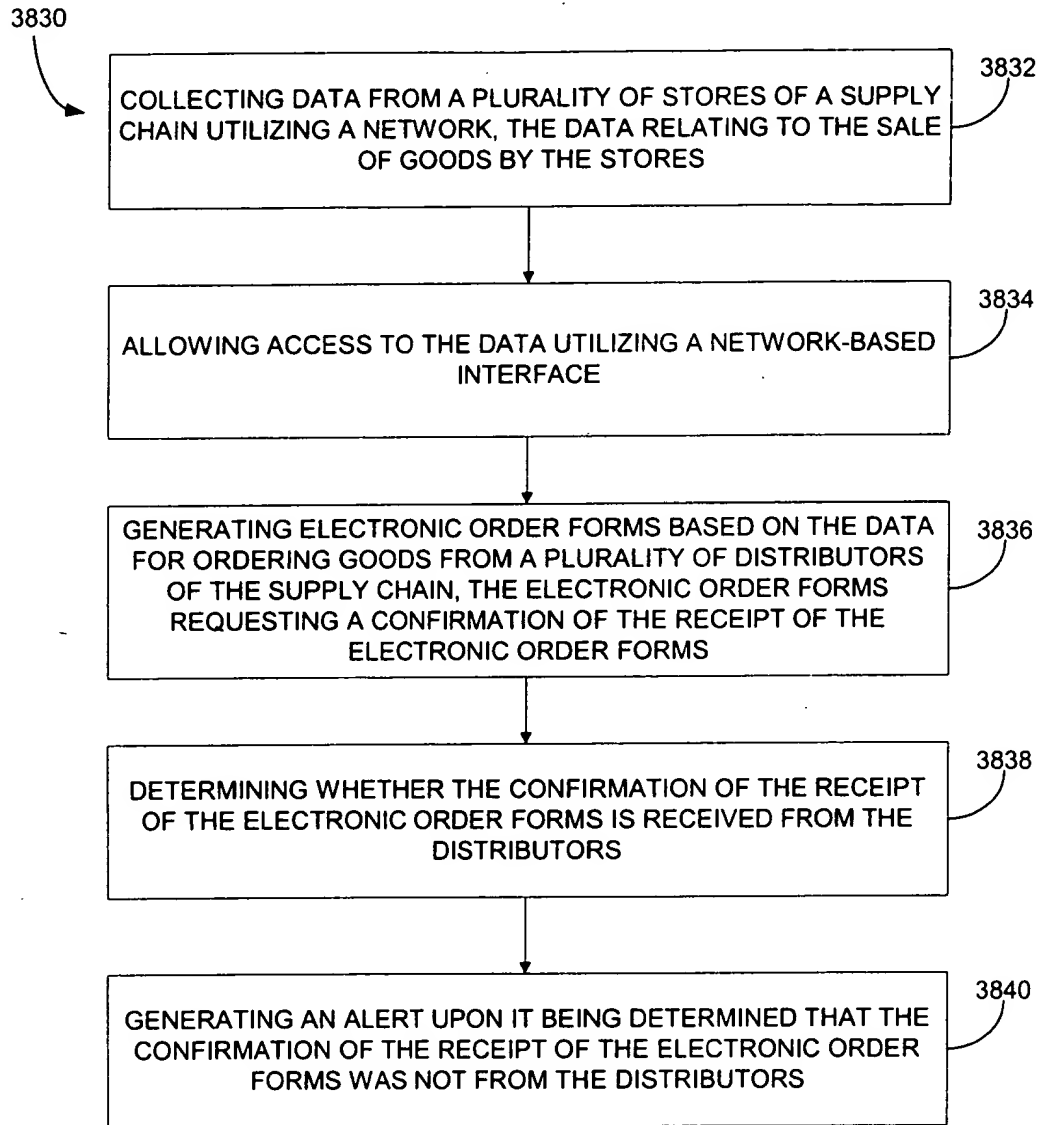 3830
3832
COLLECTING DATA FROM A PLURALITY OF STORES OF A SUPPLY
CHAIN UTILIZING A NETWORK, THE DATA RELATING TO THE SALE
OF GOODS BY THE STORES
3834
ALLOWING ACCESS TO THE DATA UTILIZING A NETWORK-BASED
INTERFACE
3836
GENERATING ELECTRONIC ORDER FORMS BASED ON THE DATA
FOR ORDERING GOODS FROM A PLURALITY OF DISTRIBUTORS
OF THE SUPPLY CHAIN, THE ELECTRONIC ORDER FORMS
REQUESTING A CONFIRMATION OF THE RECEIPT OF THE
ELECTRONIC ORDER FORMS
3838
DETERMINING WHETHER THE CONFIRMATION OF THE RECEIPT
OF THE ELECTRONIC ORDER FORMS IS RECEIVED FROM THE
DISTRIBUTORS
3840
GENERATING AN ALERT UPON IT BEING DETERMINED THAT THE
CONFIRMATION OF THE RECEIPT OF THE ELECTRONIC ORDER
FORMS WAS NOT FROM THE DISTRIBUTORS